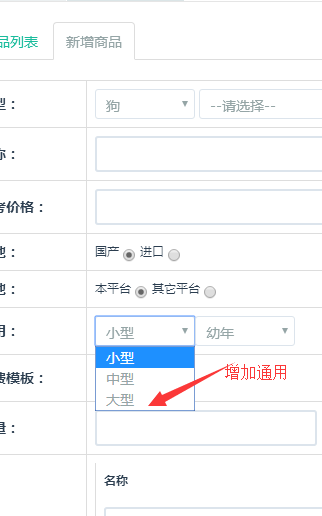 品列表 新增商品
型： 狗 --请选择--
称：
考价格：
地： 国产 进口
地： 本平台 其它平台
用： 小型 幼年
小型
中型
大型
增加通用
费模板：
量：
名称